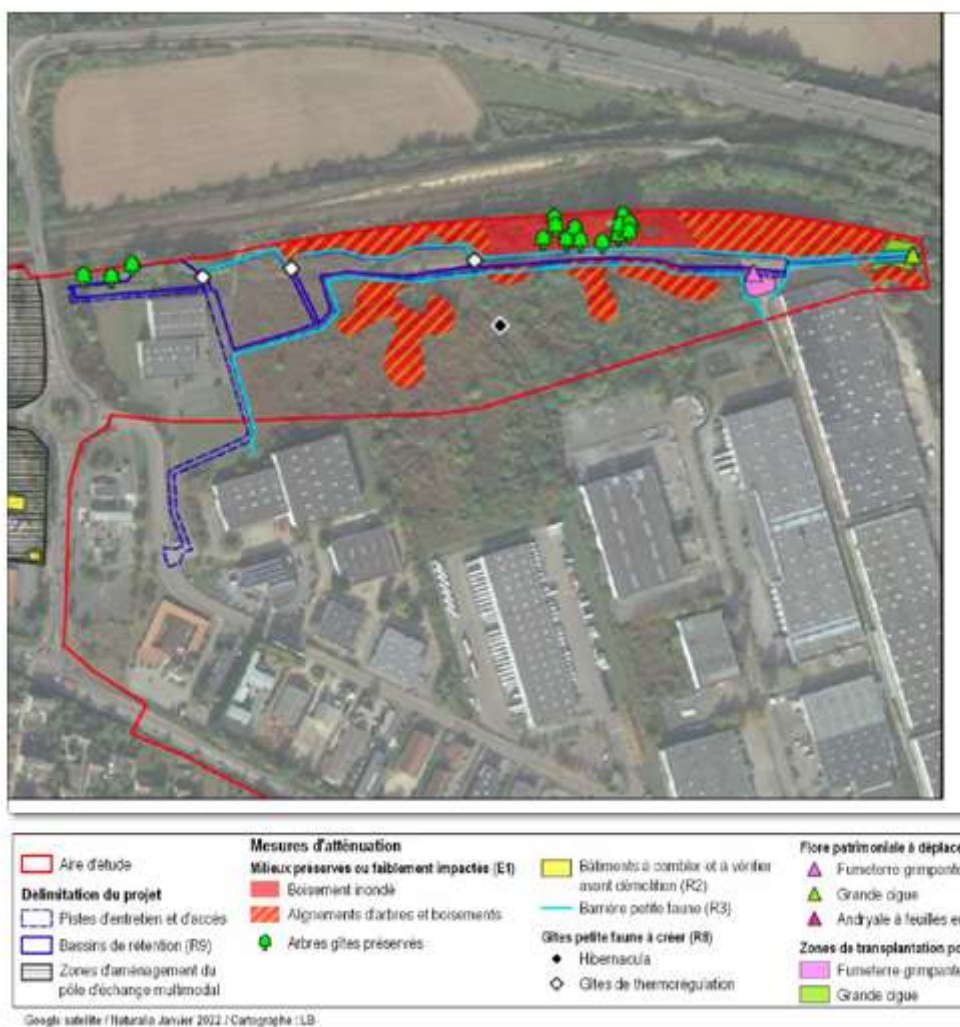 Aire d'étude
Délimitation du projet
Pistes d'entretien et d'accès
Bassins de rétention (R9)
Zones d'aménagement du
pôle d'échange multimodal
Mesures d'atténuation
Milieux préservés ou faiblement impactés (E1)
Boisement inondé
Alignements d'arbres et boisements
Arbres gîtes préservés
Bâtiments à combler et à vérifier
avant démolition (R2)
Barrière petite faune (R3)
Gîtes petite faune à créer (R8)
Hibernacula
Gîtes de thermorégulation
Flore patrimoniale à déplace
Fumeterre grimpante
Grande cigue
Andryale à feuilles en
Zones de transplantation po
Fumeterre grimpante
Grande cigue
Google satellite / Naturalia Janvier 2022 / Cartographe : LB